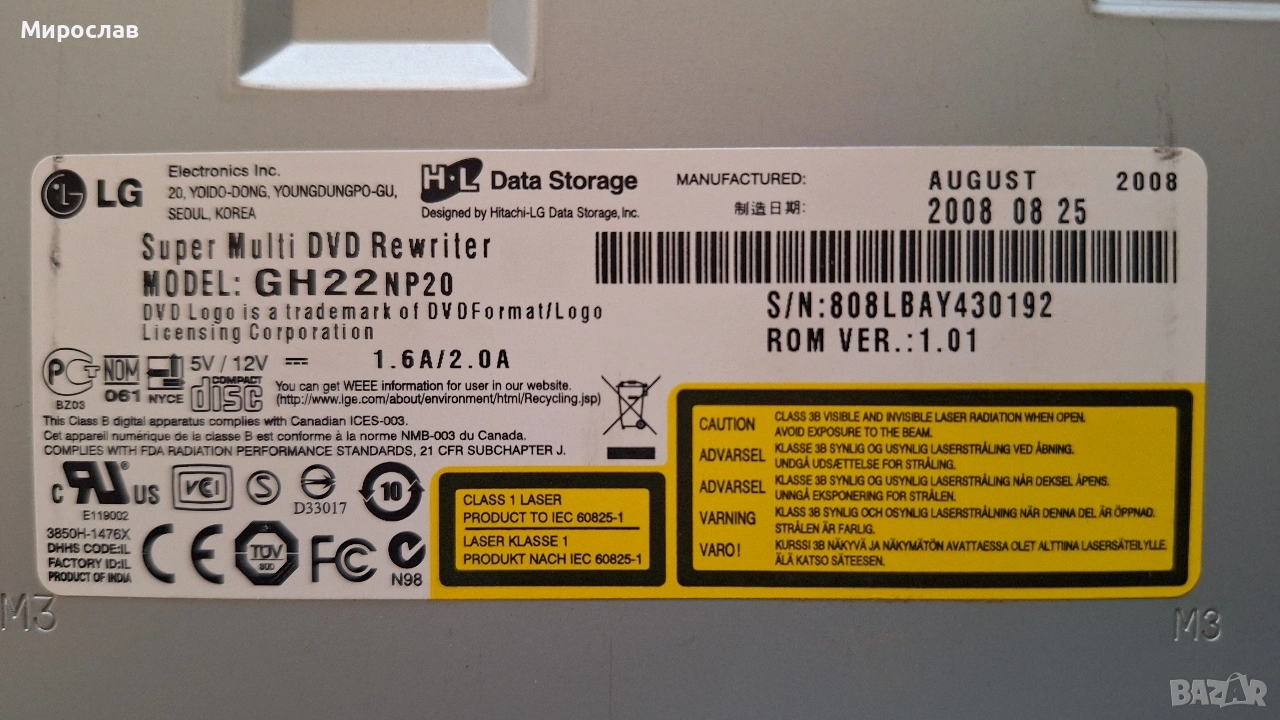 Мирослав
LG
Electronics Inc.
20, YOIDO-DONG, YOUNGDUNGPO-GU,
SEOUL, KOREA
H·L Data Storage
Designed by Hitachi-LG Data Storage, Inc.
MANUFACTURED: AUGUST 2008
制造日期: 2008 08 25
Super Multi DVD Rewriter
MODEL: GH22NP20
DVD Logo is a trademark of DVDFormat/Logo
Licensing Corporation
S/N:808LBAY430192
ROM VER.:1.01
5V / 12V 1.6A/2.0A
BZ03
NOM
061
NYCE
COMPACT
disc
You can get WEEE information for user in our website.
(http://www.lge.com/about/environment/html/Recycling.jsp)
This Class B digital apparatus complies with Canadian ICES-003.
Cet appareil numérique de la classe B est conforme à la norme NMB-003 du Canada.
COMPLIES WITH FDA RADIATION PERFORMANCE STANDARDS, 21 CFR SUBCHAPTER J.
C US
E119002
VCI
S
D33017
10
3850H-1476X
DHHS CODE:IL
FACTORY ID:IL
PRODUCT OF INDIA
CE
TÜV
FC
N98
CLASS 1 LASER
PRODUCT TO IEC 60825-1
LASER KLASSE 1
PRODUKT NACH IEC 60825-1
CAUTION CLASS 3B VISIBLE AND INVISIBLE LASER RADIATION WHEN OPEN.
AVOID EXPOSURE TO THE BEAM.
ADVARSEL KLASSE 3B SYNLIG OG USYNLIG LASERSTRÅLING VED ÅBNING.
UNDGÅ UDSÆTTELSE FOR STRÅLING.
ADVARSEL KLASSE 3B SYNLIG OG USYNLIG LASERSTRÅLING NÅR DEKSEL ÅPENS.
UNNGÅ EKSPONERING FOR STRÅLEN.
VARNING KLASS 3B SYNLIG OCH OSYNLIG LASERSTRÅLNING NÄR DENNA DEL ÄR ÖPPNAD.
STRÅLEN ÄR FARLIG.
VARO! KURSSI 3B NÄKYVÄ JA NÄKYMÄTÖN AVATTAESSA OLET ALTTIINA LASERSÄTEILYLLE.
ÄLÄ KATSO SÄTEESEEN.
M3
M3
BAZAR